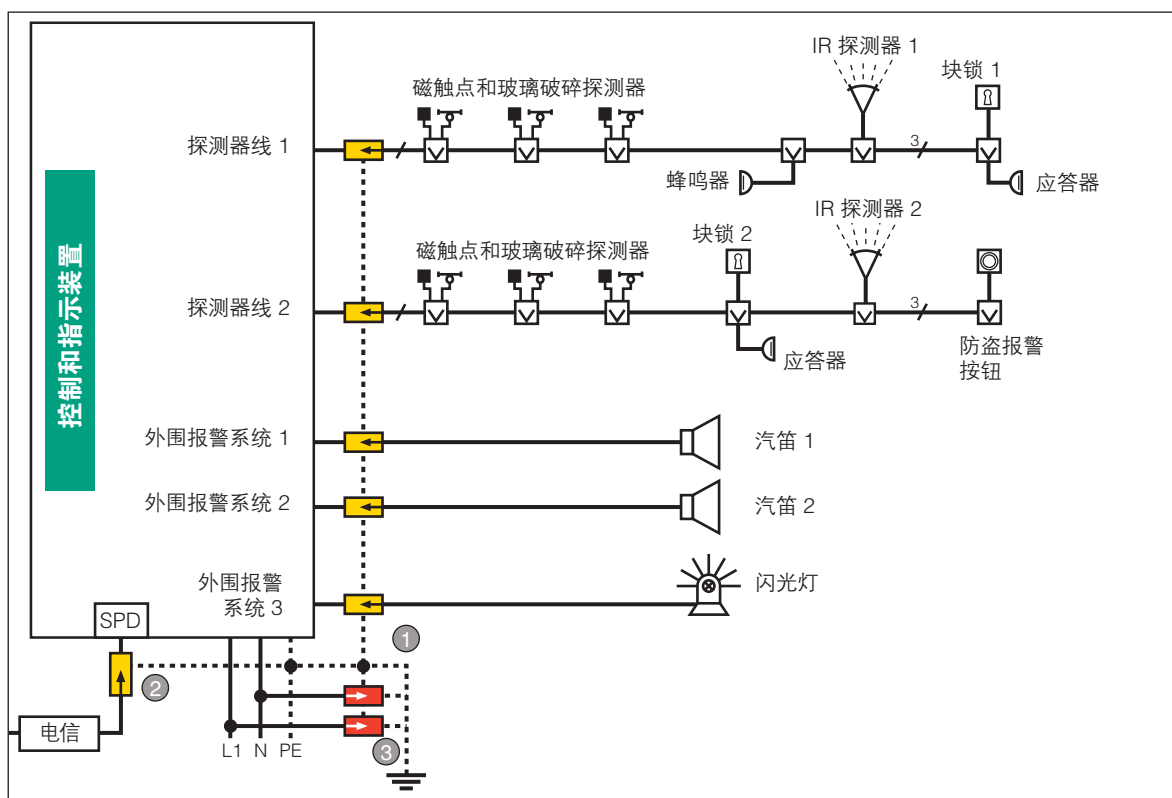 IR 探测器 1
块锁 1
磁触点和玻璃破碎探测器
探测器线 1
3
蜂鸣器
应答器
IR 探测器 2
块锁 2
磁触点和玻璃破碎探测器
控制和指示装置
探测器线 2
3
应答器
防盗报警
按钮
外围报警系统 1
汽笛 1
外围报警系统 2
汽笛 2
外围报警
系统 3
闪光灯
SPD
1
2
电信
L1 N PE
3